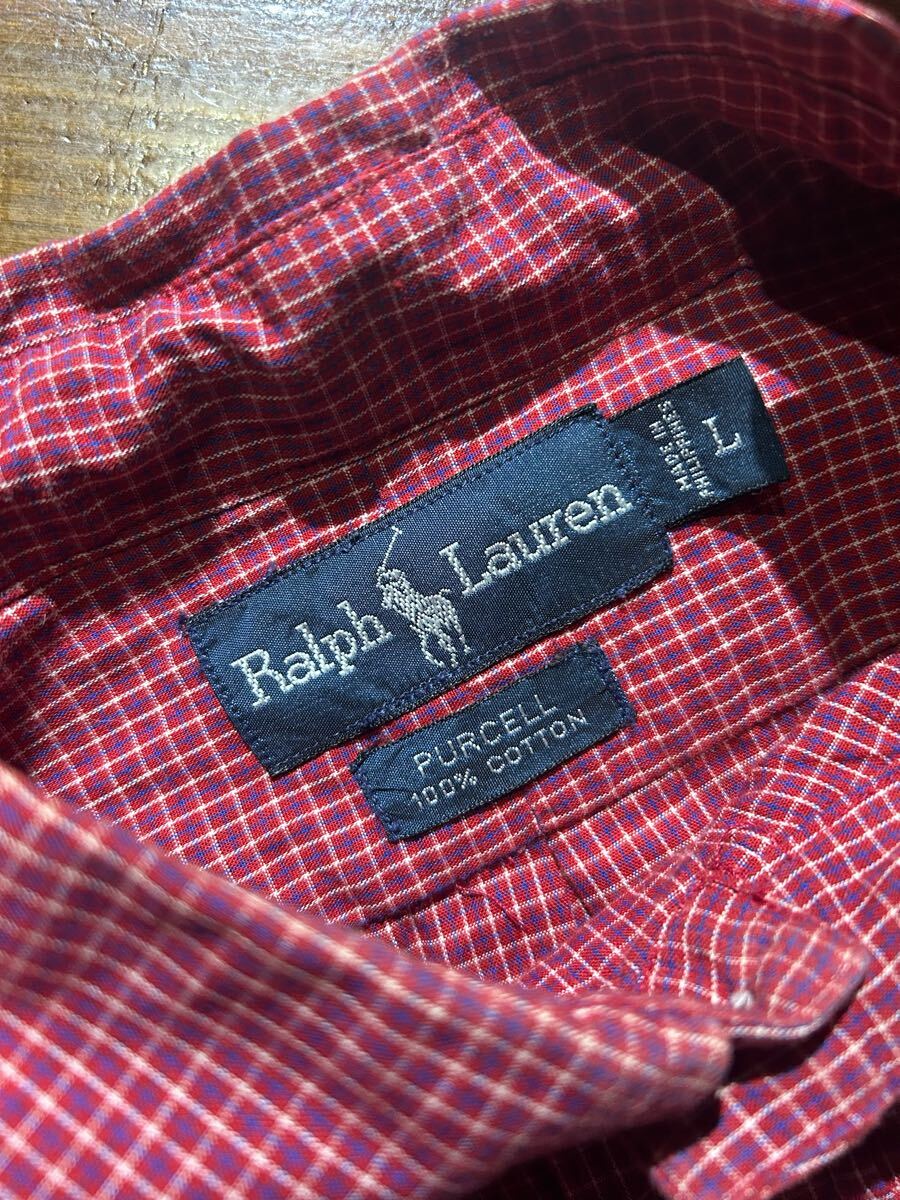 Ralph Lauren
L
MADE IN
PHILIPPINES
PURCELL
100% COTTON